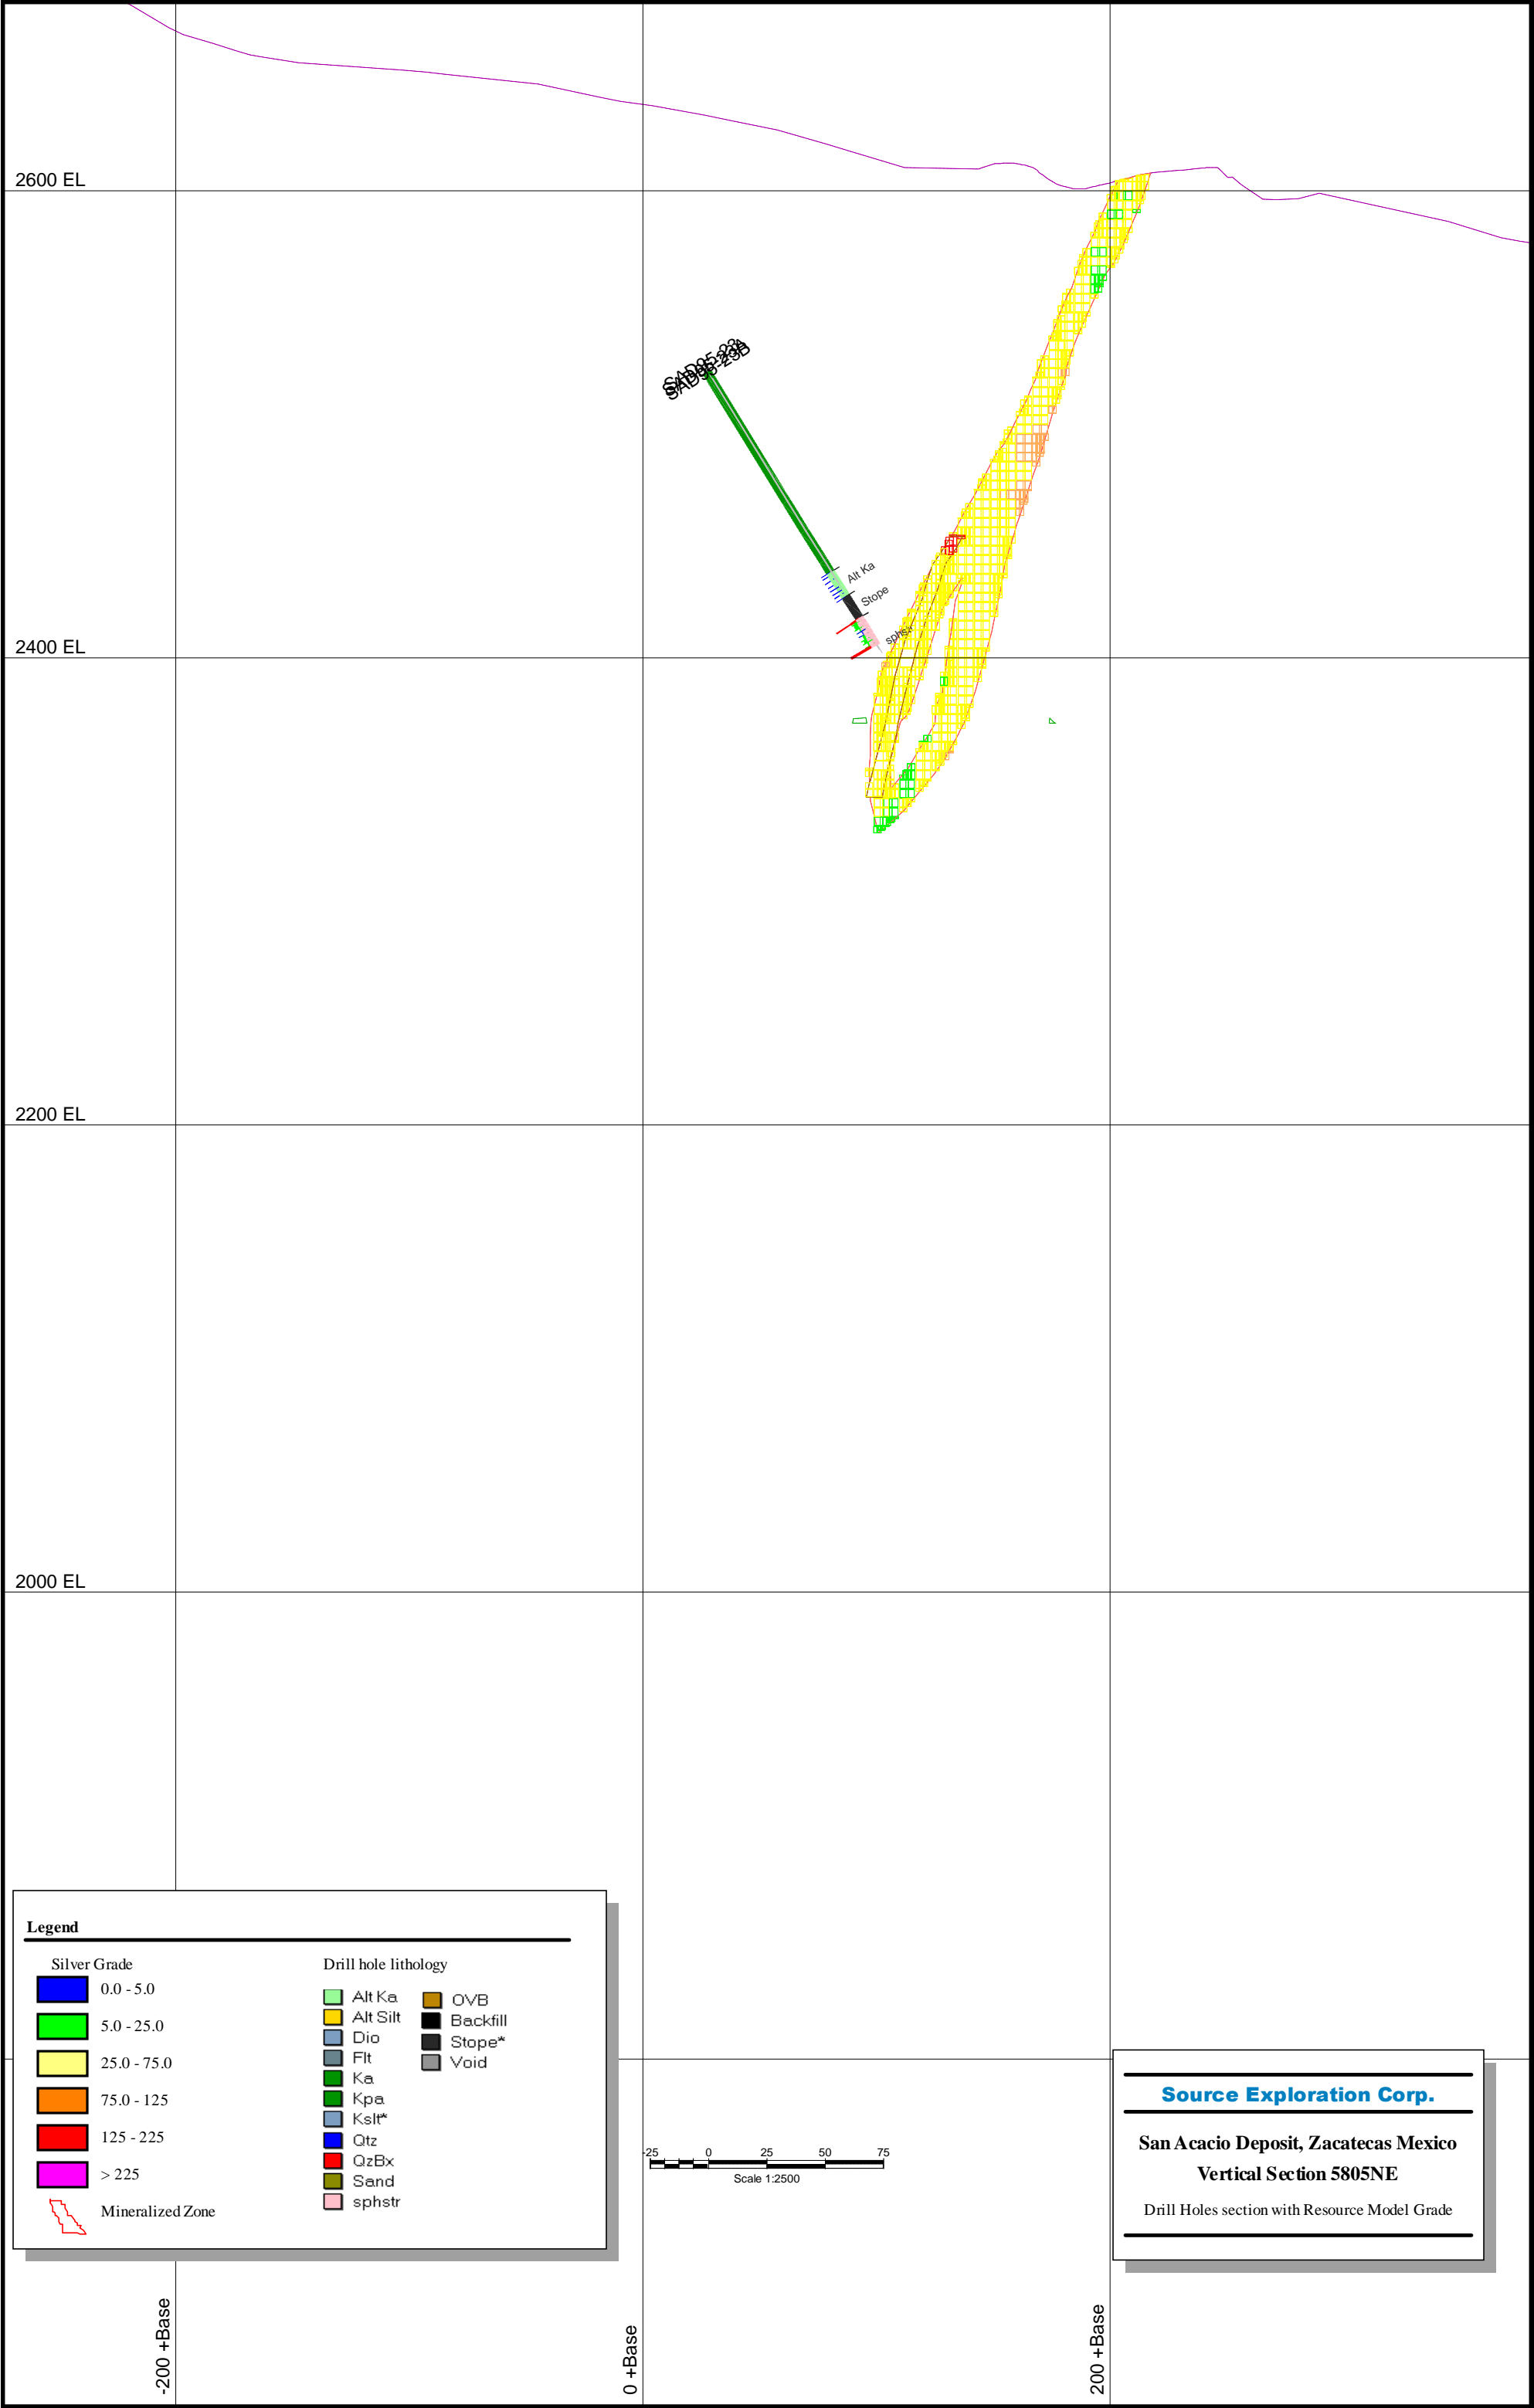 2600 EL
SAD95-23B
Alt Ka
Stope
sphstr
2400 EL
2200 EL
2000 EL
Legend
Silver Grade
0.0 - 5.0
5.0 - 25.0
25.0 - 75.0
75.0 - 125
125 - 225
> 225
Mineralized Zone
Drill hole lithology
Alt Ka
Alt Silt
Dio
Flt
Ka
Kpa
Kslt*
Qtz
QzBx
Sand
sphstr
OVB
Backfill
Stope*
Void
-25 0 25 50 75
Scale 1:2500
Source Exploration Corp.
San Acacio Deposit, Zacatecas Mexico
Vertical Section 5805NE
Drill Holes section with Resource Model Grade
-200 +Base
0 +Base
200 +Base